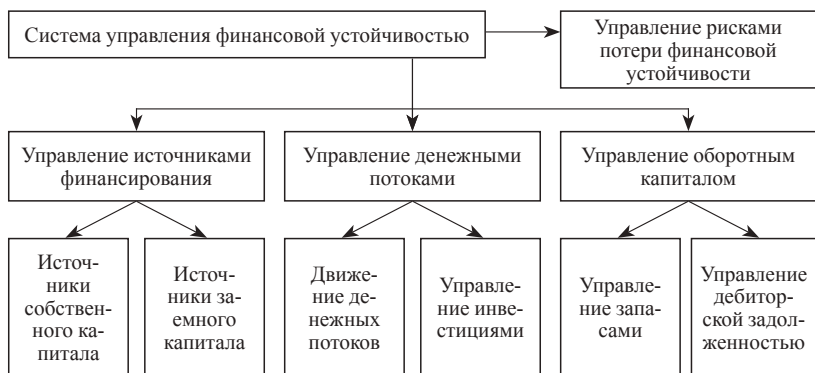 Система управления финансовой устойчивостью
Управление рисками
потери финансовой
устойчивости
Управление источниками
финансирования
Управление денежными
потоками
Управление оборотным
капиталом
Источ-
ники
собствен-
ного ка-
питала
Источ-
ники за-
емного
капитала
Движе-
ние де-
нежных
потоков
Управле-
ние инве-
стициями
Управле-
ние запа-
сами
Управление
дебитор-
ской задол-
женностью